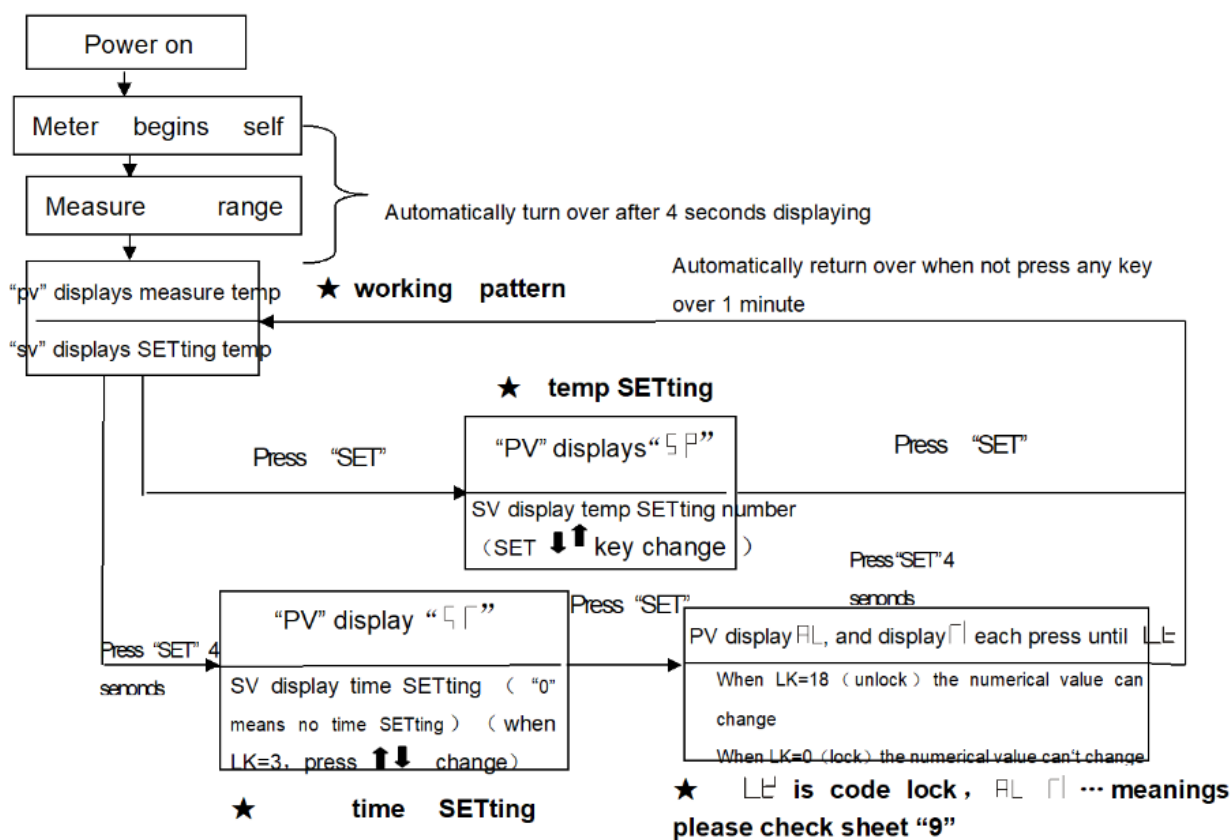 Power on
Meter begins self
Measure range
Automatically turn over after 4 seconds displaying
“pv” displays measure temp
“sv” displays SETting temp
★ working pattern
Automatically return over when not press any key
over 1 minute
★ temp SETting
Press “SET”
“PV” displays“SP”
SV display temp SETting number
（SET ⬇⬆ key change ）
Press “SET”
Press “SET” 4
senonds
“PV” display “ST”
SV display time SETting （ “0”
means no time SETting ） （ when
LK=3，press ⬆⬇ change）
★ time SETting
Press “SET”
Press “SET” 4
senonds
PV display AL, and display each press until LK
When LK=18 （ unlock ） the numerical value can
change
When LK=0（lock）the numerical value can't change
★ LK is code lock， AL … meanings
please check sheet “9”